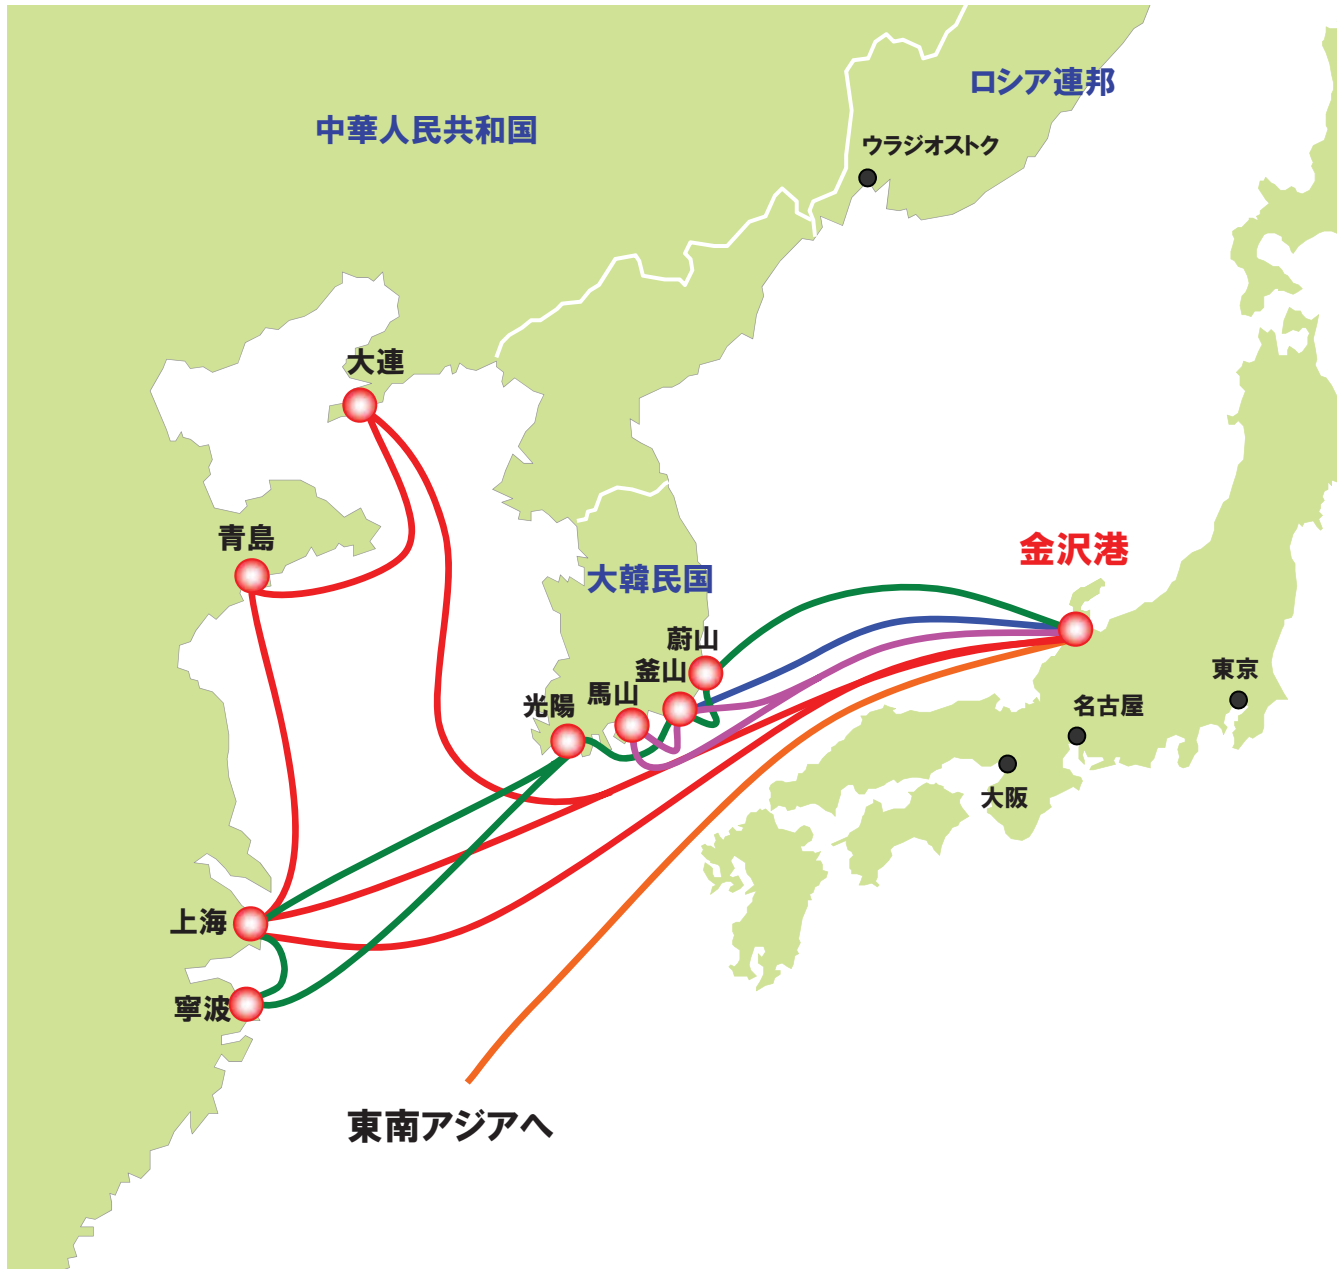 ロシア連邦
中華人民共和国
ウラジオストク
大連
青島
金沢港
大韓民国
蔚山
釜山
東京
馬山
光陽
名古屋
大阪
上海
寧波
東南アジアへ